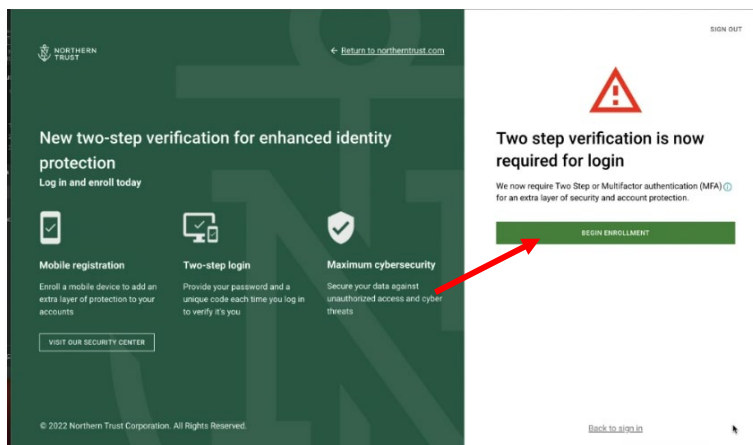 SIGN OUT
NORTHERN
TRUST
← Return to northerntrust.com
New two-step verification for enhanced identity
protection
Log in and enroll today
Mobile registration
Enroll a mobile device to add an
extra layer of protection to your
accounts
Two-step login
Provide your password and a
unique code each time you log in
to verify it's you
Maximum cybersecurity
Secure your data against
unauthorized access and cyber
threats
VISIT OUR SECURITY CENTER
© 2022 Northern Trust Corporation. All Rights Reserved.
Two step verification is now
required for login
We now require Two Step or Multifactor authentication (MFA)
for an extra layer of security and account protection.
BEGIN ENROLLMENT
Back to sign in